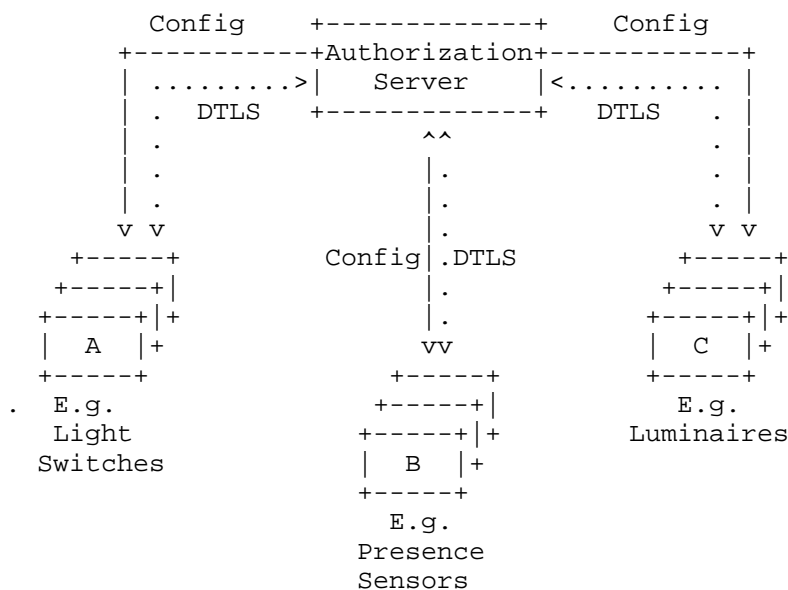 Config Config
Authorization
Server
DTLS DTLS
Config DTLS
A C
. E.g. E.g.
Light Luminaires
Switches B
E.g.
Presence
Sensors